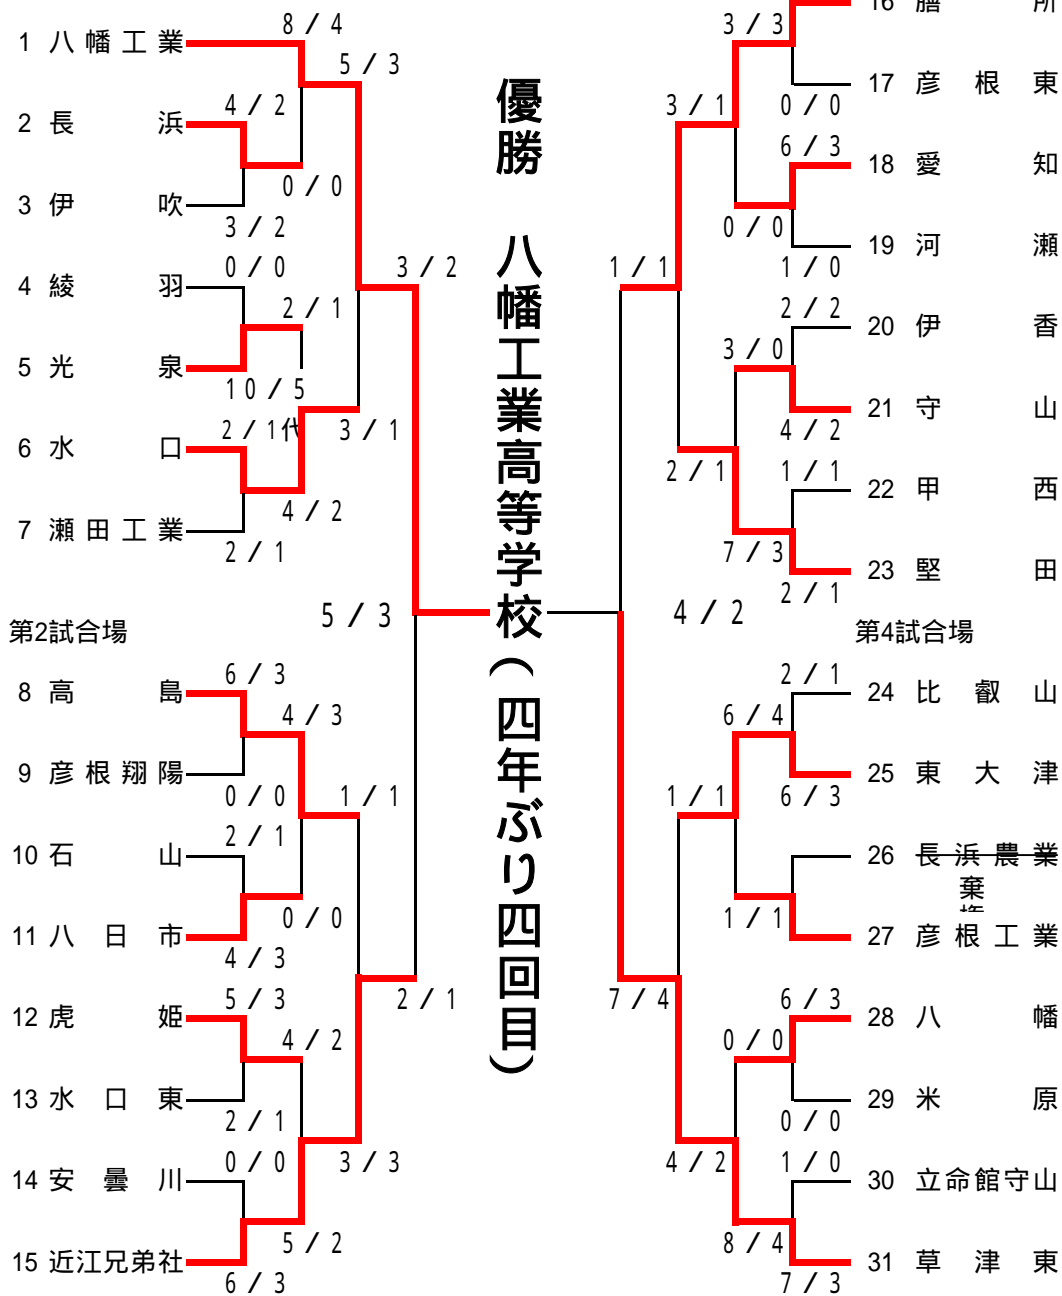 8 / 4
1 八幡工業
5 / 3
4 / 2
2 長浜
0 / 0
3 伊吹
3 / 2
0 / 0
4 綾羽
2 / 1
5 光泉
10 / 5
2 / 1代
3 / 1
6 水口
4 / 2
7 瀬田工業
2 / 1
3 / 2
5 / 3
第2試合場
6 / 3
8 高島
4 / 3
9 彦根翔陽
0 / 0
1 / 1
2 / 1
10 石山
0 / 0
11 八日市
4 / 3
5 / 3
12 虎姫
4 / 2
2 / 1
13 水口東
2 / 1
0 / 0
3 / 3
14 安曇川
5 / 2
15 近江兄弟社
6 / 3
優勝 八幡工業高等学校(四年ぶり四回目)
16 膳所
3 / 3
17 彦根東
0 / 0
3 / 1
6 / 3
18 愛知
0 / 0
19 河瀬
1 / 0
1 / 1
2 / 2
20 伊香
3 / 0
21 守山
4 / 2
2 / 1
1 / 1
22 甲西
7 / 3
23 堅田
2 / 1
4 / 2
第4試合場
2 / 1
24 比叡山
6 / 4
25 東大津
6 / 3
1 / 1
26 長浜農業
棄
1 / 1
27 彦根工業
7 / 4
6 / 3
28 八幡
0 / 0
29 米原
0 / 0
4 / 2
1 / 0
30 立命館守山
8 / 4
31 草津東
7 / 3